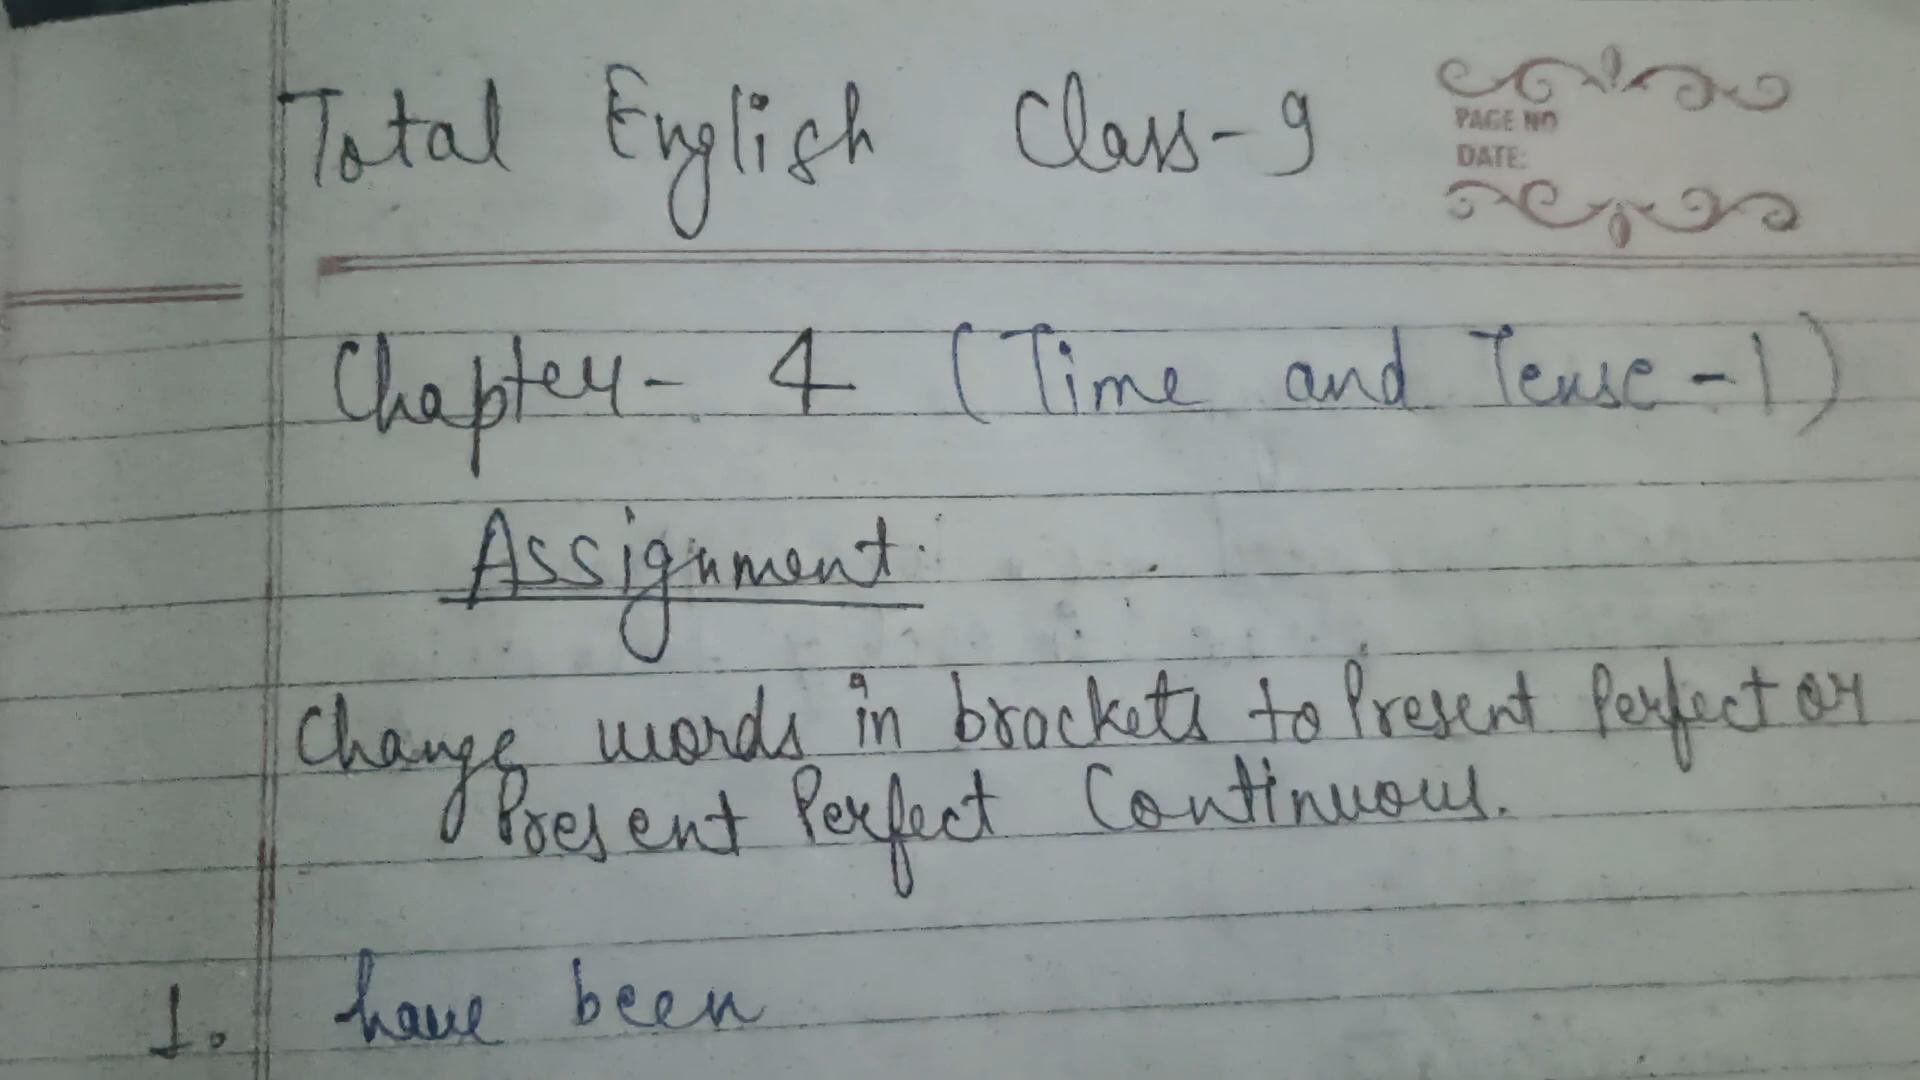 Total English Class-9
PAGE NO
DATE:
Chapter- 4 (Time and Tense-1)
Assignment:
Change words in brackets to Present Perfect or
Present Perfect Continuous.
1. have been